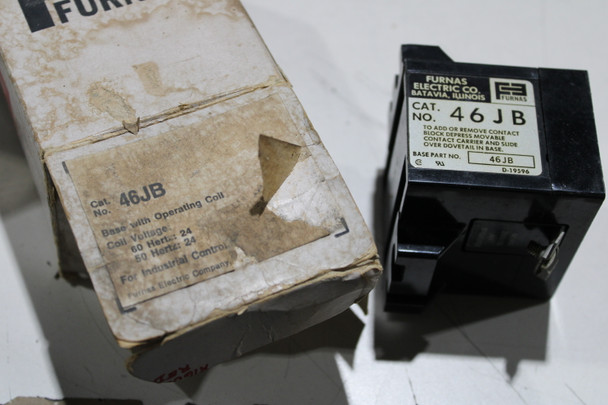 FURNAS
Cat. No. 46JB
Base with Operating Coil
Coil Voltage
60 Hertz: 24
50 Hertz: 24
For Industrial Control
Furnas Electric Company
FURNAS
ELECTRIC CO.
BATAVIA, ILLINOIS
FURNAS
CAT. NO. 46JB
TO ADD OR REMOVE CONTACT
BLOCK DEPRESS MOVABLE
CONTACT CARRIER AND SLIDE
OVER DOVETAIL IN BASE.
BASE PART NO. 46JB
D-19596